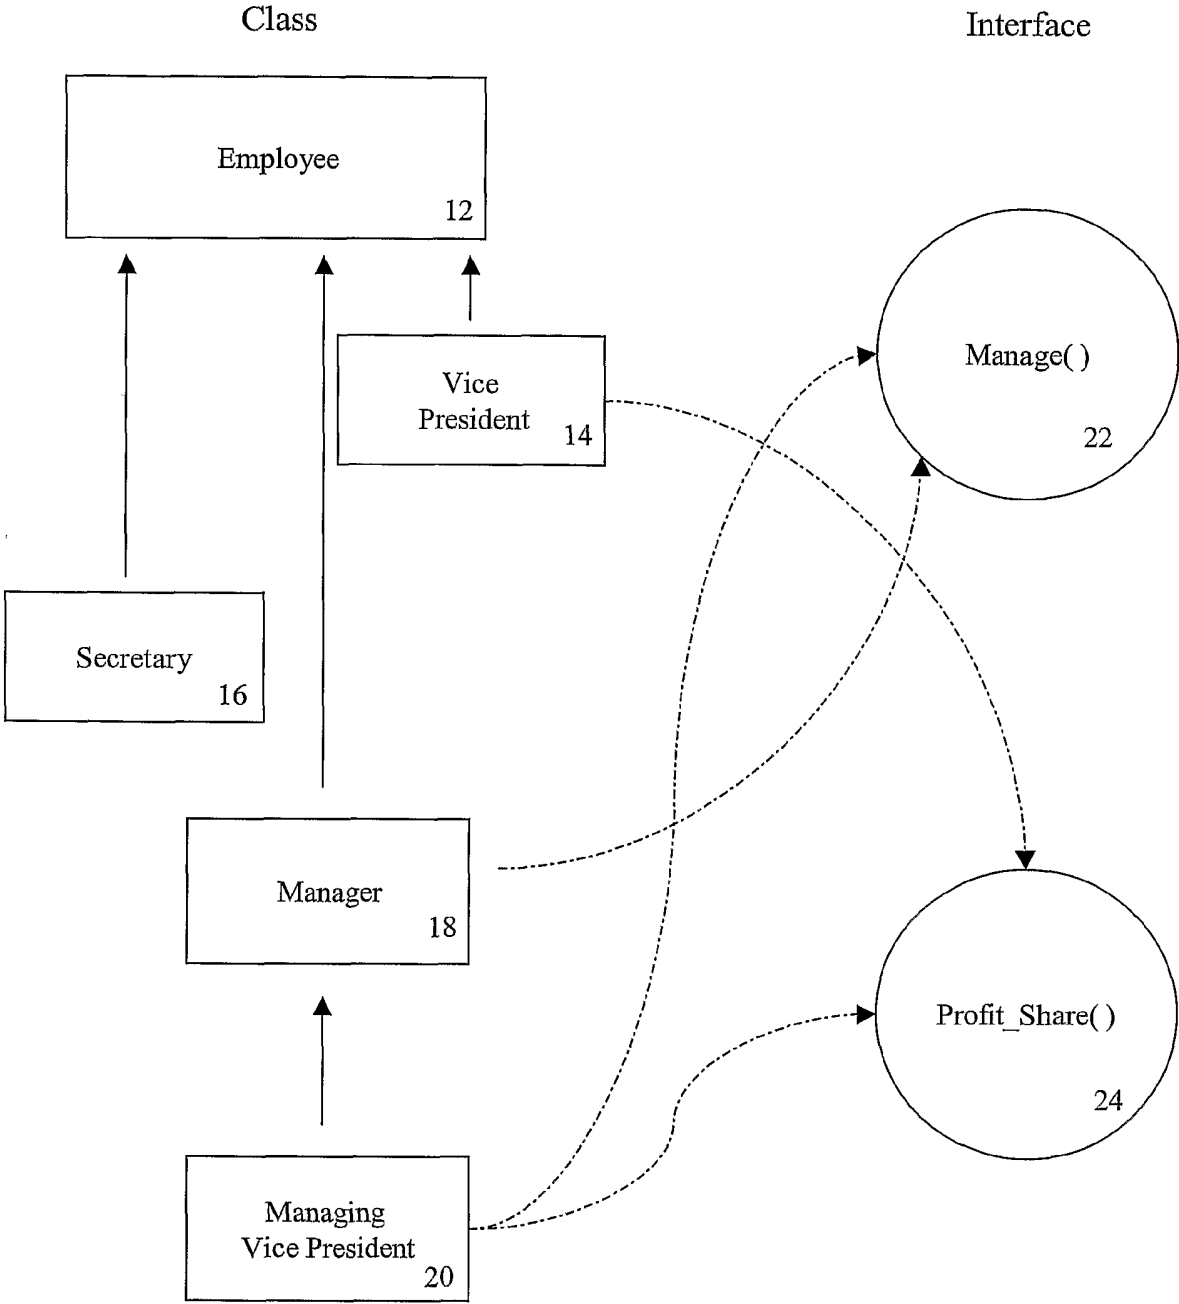 Class
Interface
Employee
12
Vice
President
14
Manage( )
22
Secretary
16
Manager
18
Profit_Share( )
24
Managing
Vice President
20